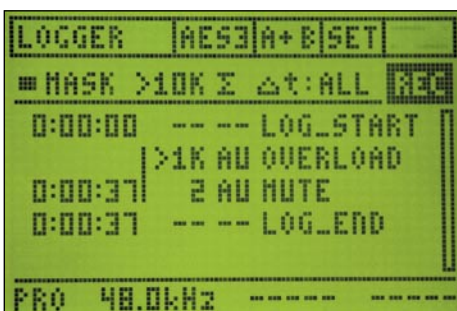 LOGGER AES3 A+B SET
MASK >10K Σ Δt:ALL REC
0:00:00 -- -- LOG_START
>1K AU OVERLOAD
0:00:37 2 AU MUTE
0:00:37 -- -- LOG_END
PRO 48.0kHz ----- -----